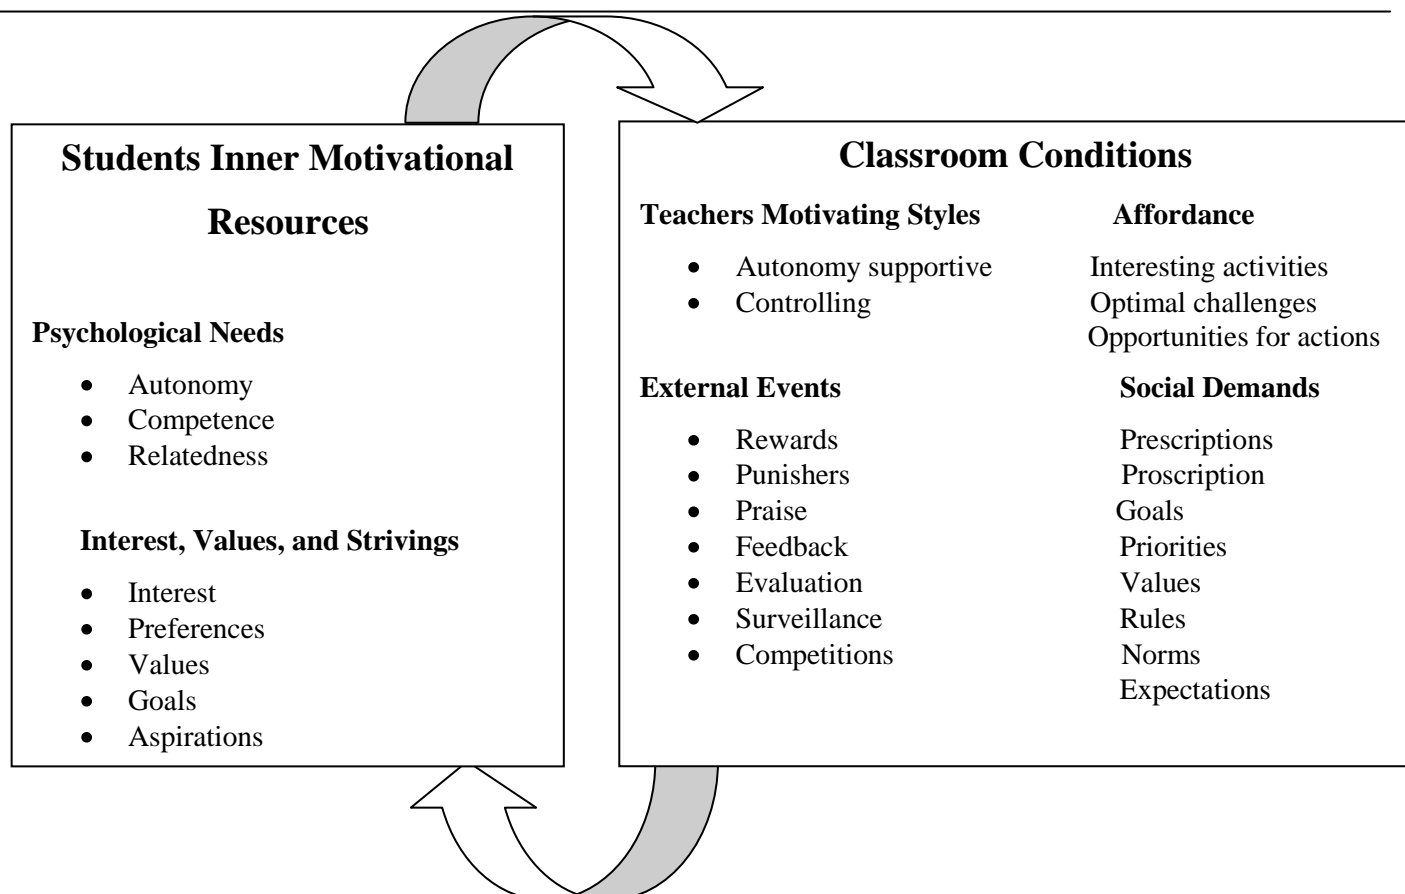 Students Inner Motivational
Resources
Psychological Needs
• Autonomy
• Competence
• Relatedness
Interest, Values, and Strivings
• Interest
• Preferences
• Values
• Goals
• Aspirations
Classroom Conditions
Teachers Motivating Styles
• Autonomy supportive
• Controlling
Affordance
Interesting activities
Optimal challenges
Opportunities for actions
External Events
• Rewards
• Punishers
• Praise
• Feedback
• Evaluation
• Surveillance
• Competitions
Social Demands
Prescriptions
Proscription
Goals
Priorities
Values
Rules
Norms
Expectations